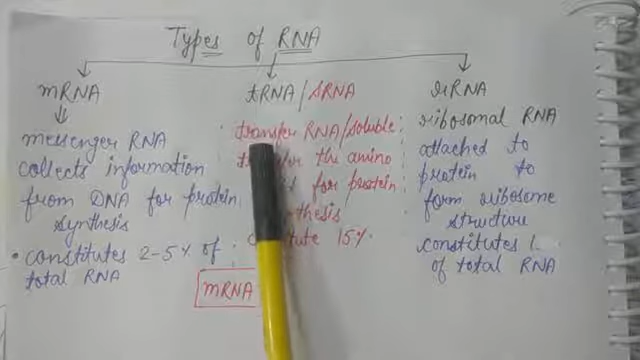 Types of RNA
mRNA
messenger RNA
collects information
from DNA for protein
synthesis
• constitutes 2-5% of
total RNA
tRNA/SRNA
transfer RNA/soluble
the amino
for protein
15%.
mRNA
rRNA
ribosomal RNA
attached to
protein to
form ribosome
structure
constitutes
of total RNA